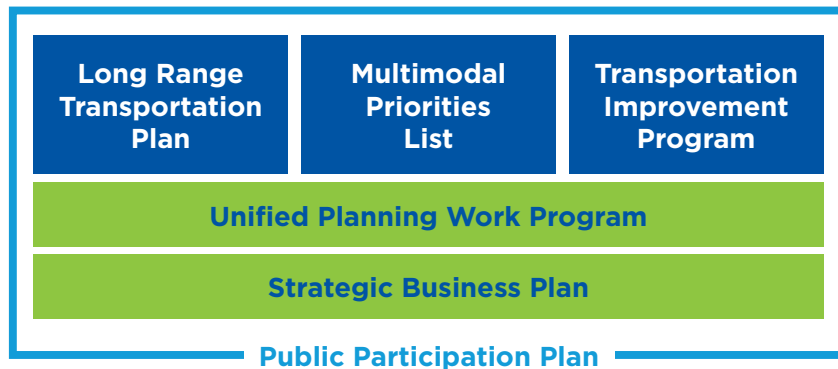 Long Range
Transportation
Plan
Multimodal
Priorities
List
Transportation
Improvement
Program
Unified Planning Work Program
Strategic Business Plan
Public Participation Plan